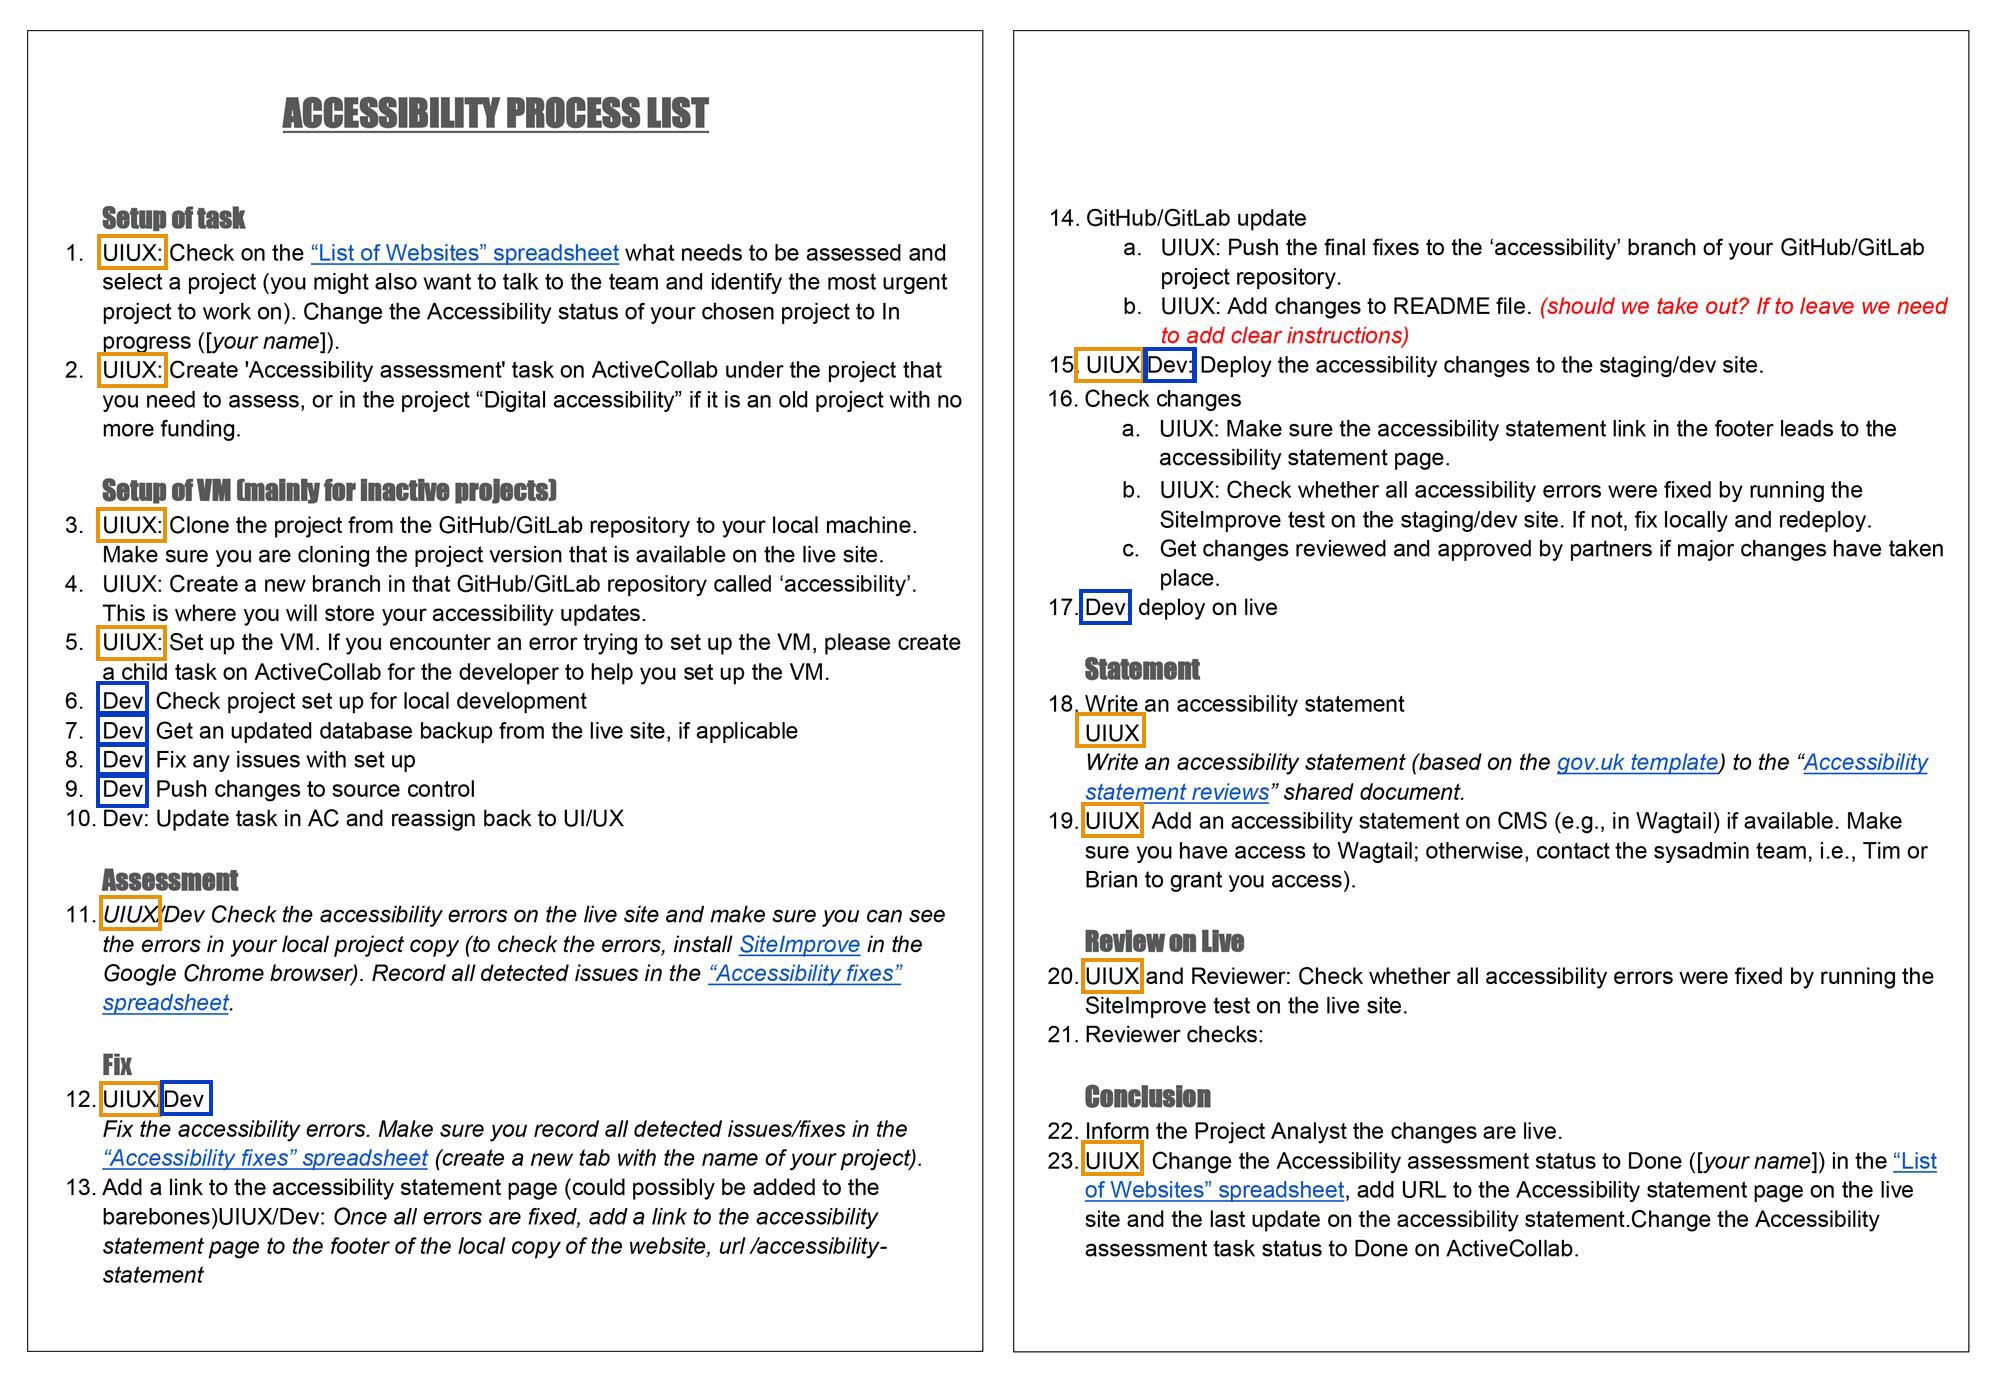 ACCESSIBILITY PROCESS LIST
Setup of task
1. UIUX: Check on the “List of Websites” spreadsheet what needs to be assessed and
select a project (you might also want to talk to the team and identify the most urgent
project to work on). Change the Accessibility status of your chosen project to In
progress ([your name]).
2. UIUX: Create 'Accessibility assessment' task on ActiveCollab under the project that
you need to assess, or in the project “Digital accessibility” if it is an old project with no
more funding.
Setup of VM (mainly for inactive projects)
3. UIUX: Clone the project from the GitHub/GitLab repository to your local machine.
Make sure you are cloning the project version that is available on the live site.
4. UIUX: Create a new branch in that GitHub/GitLab repository called ‘accessibility’.
This is where you will store your accessibility updates.
5. UIUX: Set up the VM. If you encounter an error trying to set up the VM, please create
a child task on ActiveCollab for the developer to help you set up the VM.
6. Dev Check project set up for local development
7. Dev Get an updated database backup from the live site, if applicable
8. Dev Fix any issues with set up
9. Dev Push changes to source control
10. Dev: Update task in AC and reassign back to UI/UX
Assessment
11. UIUX/Dev Check the accessibility errors on the live site and make sure you can see
the errors in your local project copy (to check the errors, install SiteImprove in the
Google Chrome browser). Record all detected issues in the “Accessibility fixes”
spreadsheet.
Fix
12. UIUX/Dev
Fix the accessibility errors. Make sure you record all detected issues/fixes in the
“Accessibility fixes” spreadsheet (create a new tab with the name of your project).
13. Add a link to the accessibility statement page (could possibly be added to the
barebones)UIUX/Dev: Once all errors are fixed, add a link to the accessibility
statement page to the footer of the local copy of the website, url /accessibility-
statement
14. GitHub/GitLab update
a. UIUX: Push the final fixes to the ‘accessibility’ branch of your GitHub/GitLab
project repository.
b. UIUX: Add changes to README file. (should we take out? If to leave we need
to add clear instructions)
15. UIUX Dev: Deploy the accessibility changes to the staging/dev site.
16. Check changes
a. UIUX: Make sure the accessibility statement link in the footer leads to the
accessibility statement page.
b. UIUX: Check whether all accessibility errors were fixed by running the
SiteImprove test on the staging/dev site. If not, fix locally and redeploy.
c. Get changes reviewed and approved by partners if major changes have taken
place.
17. Dev deploy on live
Statement
18. Write an accessibility statement
UIUX
Write an accessibility statement (based on the gov.uk template) to the “Accessibility
statement reviews” shared document.
19. UIUX Add an accessibility statement on CMS (e.g., in Wagtail) if available. Make
sure you have access to Wagtail; otherwise, contact the sysadmin team, i.e., Tim or
Brian to grant you access).
Review on Live
20. UIUX and Reviewer: Check whether all accessibility errors were fixed by running the
SiteImprove test on the live site.
21. Reviewer checks:
Conclusion
22. Inform the Project Analyst the changes are live.
23. UIUX Change the Accessibility assessment status to Done ([your name]) in the “List
of Websites” spreadsheet, add URL to the Accessibility statement page on the live
site and the last update on the accessibility statement.Change the Accessibility
assessment task status to Done on ActiveCollab.